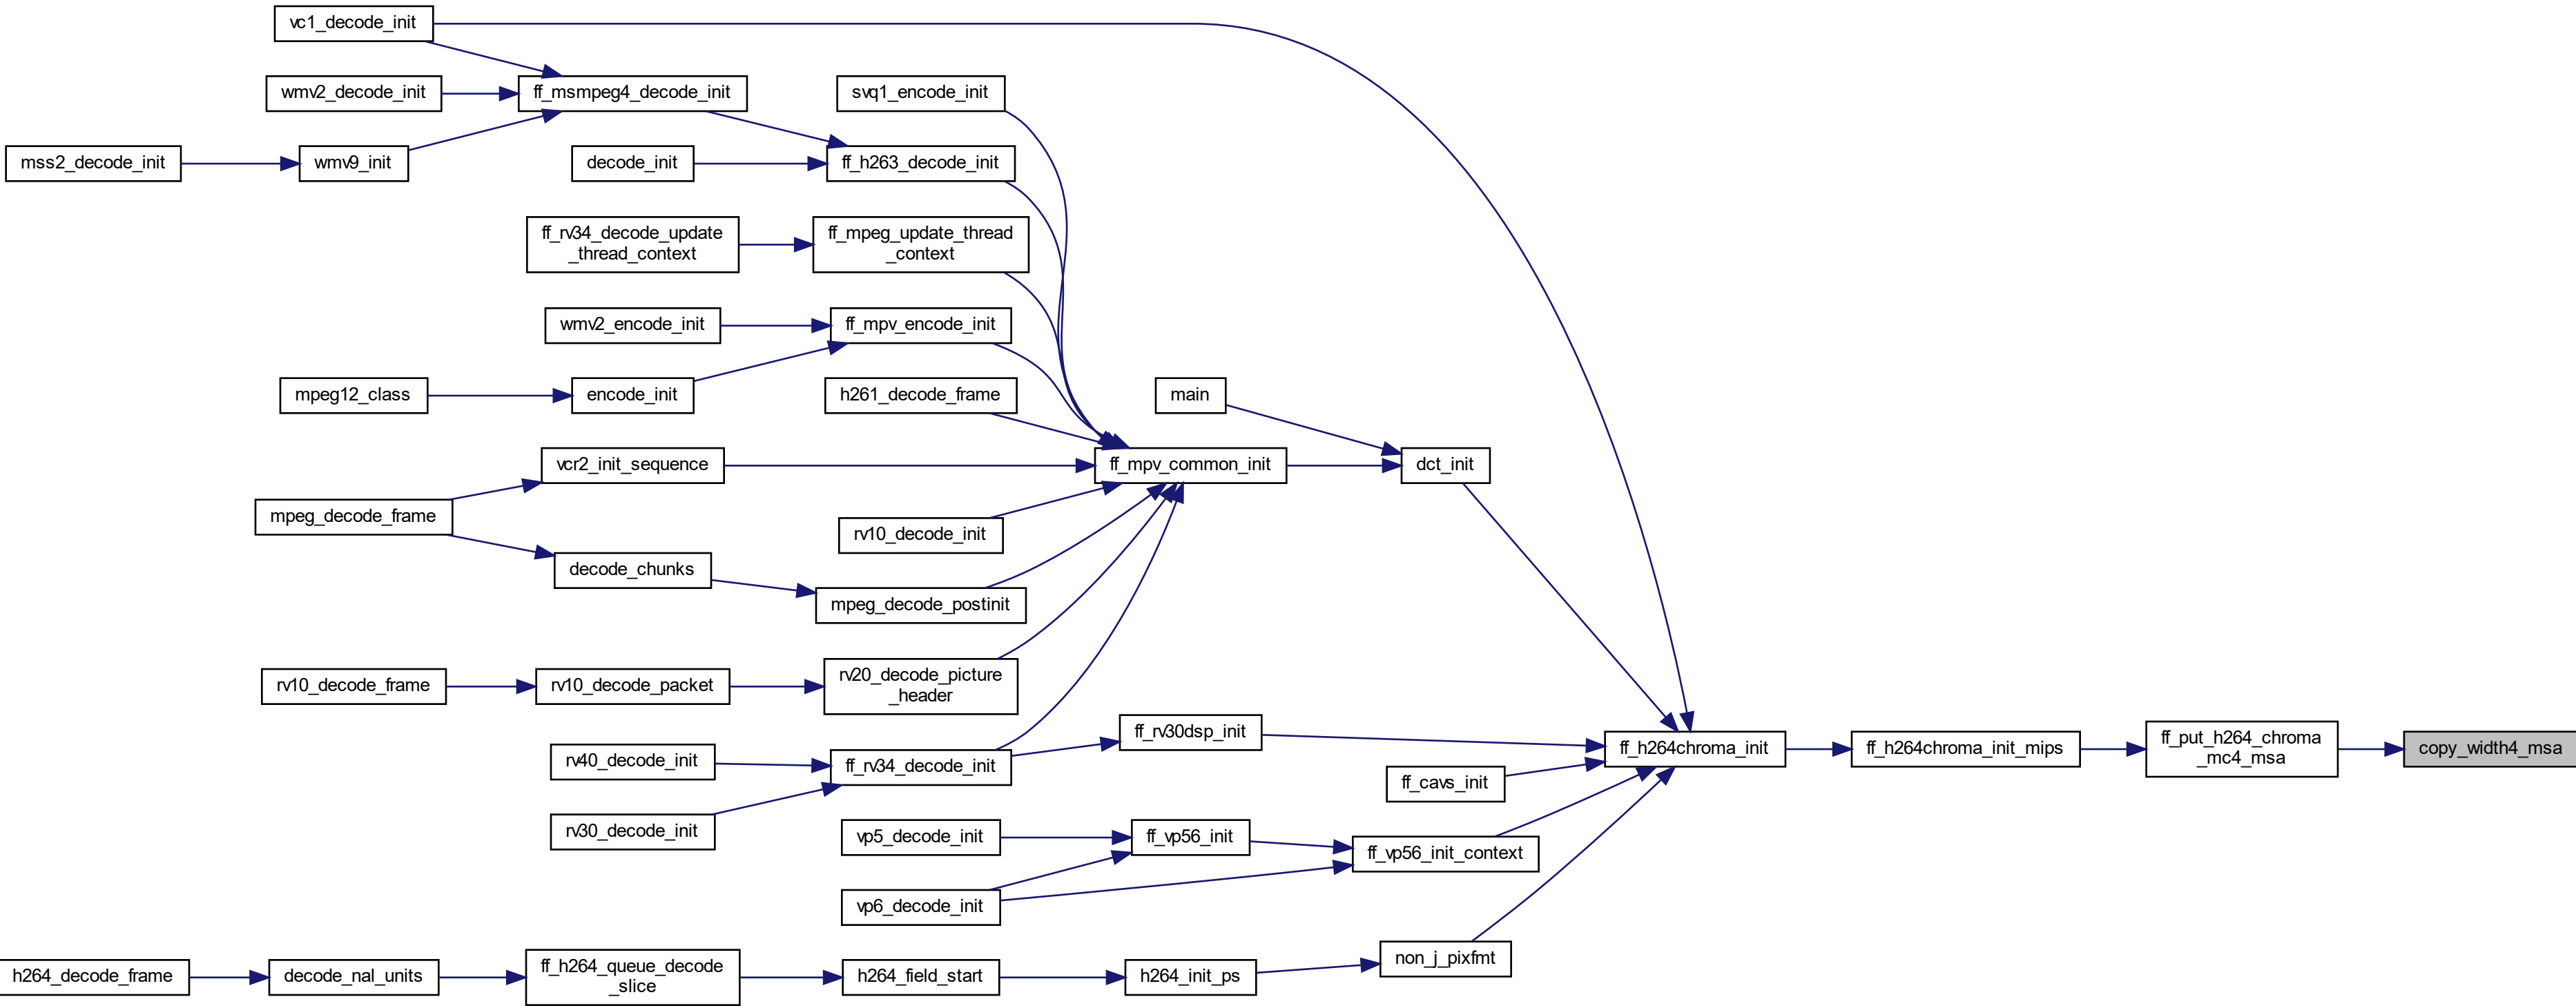 vc1_decode_init
wmv2_decode_init
ff_msmpeg4_decode_init
svq1_encode_init
mss2_decode_init
wmv9_init
decode_init
ff_h263_decode_init
ff_rv34_decode_update
_thread_context
ff_mpeg_update_thread
_context
wmv2_encode_init
ff_mpv_encode_init
mpeg12_class
encode_init
h261_decode_frame
main
vcr2_init_sequence
ff_mpv_common_init
dct_init
mpeg_decode_frame
rv10_decode_init
decode_chunks
mpeg_decode_postinit
rv10_decode_frame
rv10_decode_packet
rv20_decode_picture
_header
ff_rv30dsp_init
rv40_decode_init
ff_rv34_decode_init
ff_h264chroma_init
ff_h264chroma_init_mips
ff_put_h264_chroma
_mc4_msa
copy_width4_msa
ff_cavs_init
rv30_decode_init
vp5_decode_init
ff_vp56_init
ff_vp56_init_context
vp6_decode_init
non_j_pixfmt
h264_decode_frame
decode_nal_units
ff_h264_queue_decode
_slice
h264_field_start
h264_init_ps